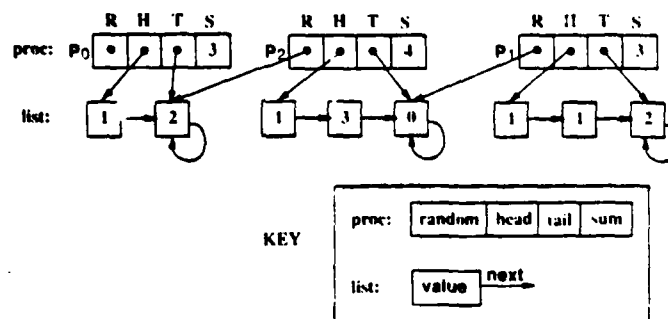 R H T S R H T S R H T S
proc: P0 3 P2 4 P1 3
list: 1 2 1 3 0 1 1 2
KEY
proc: random head tail sum
list: value next